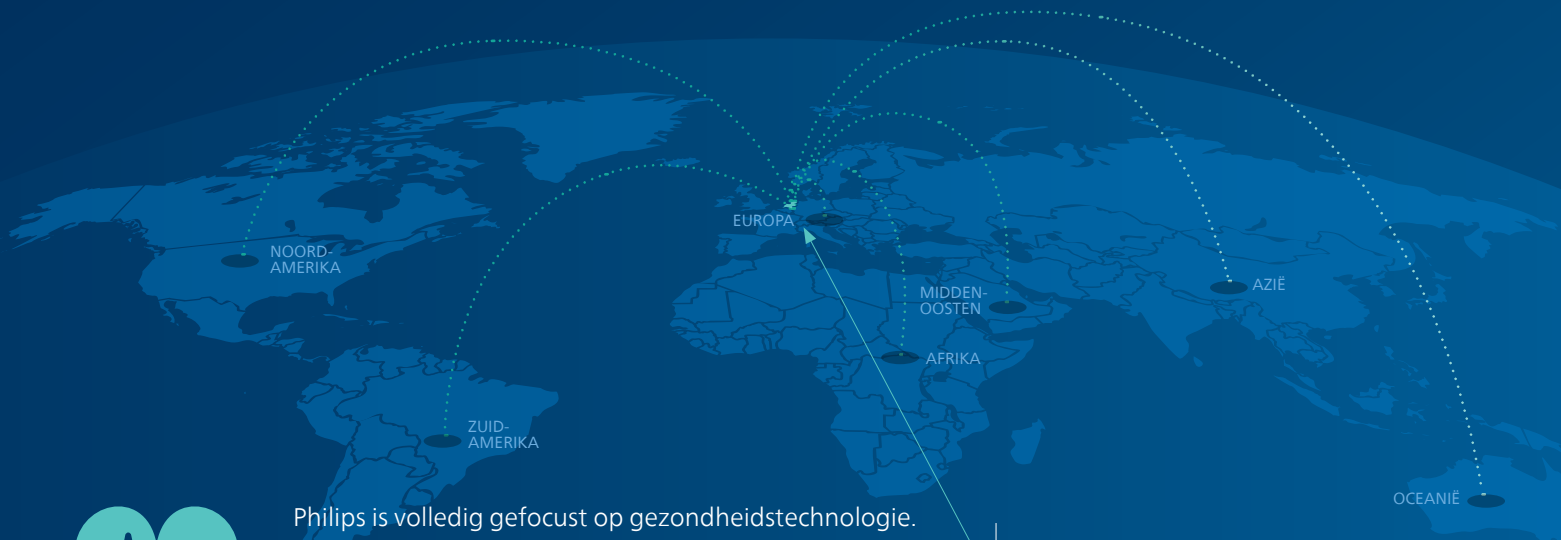 EUROPA
NOORD-
AMERIKA
MIDDEN-
OOSTEN
AZIË
AFRIKA
ZUID-
AMERIKA
OCEANIË
Philips is volledig gefocust op gezondheidstechnologie.